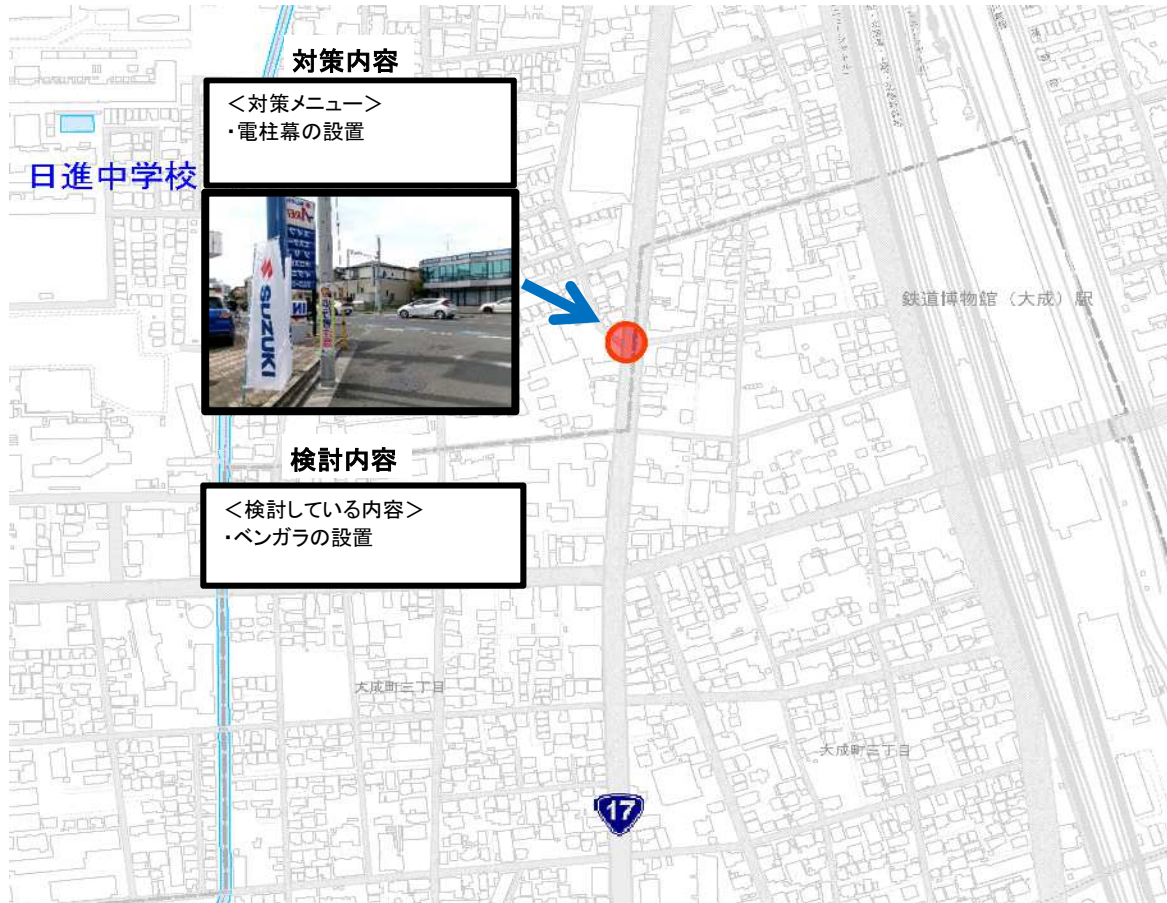 対策内容
<対策メニュー>
・電柱幕の設置
日進中学校
SUZUKI
IN
鉄道博物館（大成）駅
検討内容
<検討している内容>
・ベンガラの設置
大成町三丁目
大成町三丁目
17